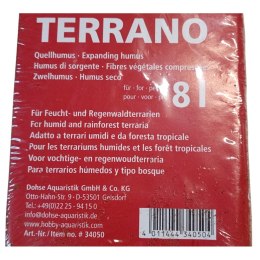 TERRANO
Quellhumus · Expanding humus
Humus di sorgente · Fibres végétales compressées
Zwelhumus · Humus seco
für · for · per
pour · voor · pr
8 l
Für Feucht- und Regenwaldterrarien
For humid and rainforest terraria
Adatto a terrari umidi e da foresta tropicale
Pour les terrariums humides et les forêt tropicales
Voor vochtige- en regenwoudterraria
Para terrarios húmedos y tipo bosque
Dohse Aquaristik GmbH & Co. KG
Otto-Hahn-Str. 9 · D-53501 Gelsdorf
Tel.: +49(0)22 25 - 94 15 0
info@dohse-aquaristik.de
www.hobby-aquaristik.com
Art.-Nr./Item no. # 34050
4 011444 340504